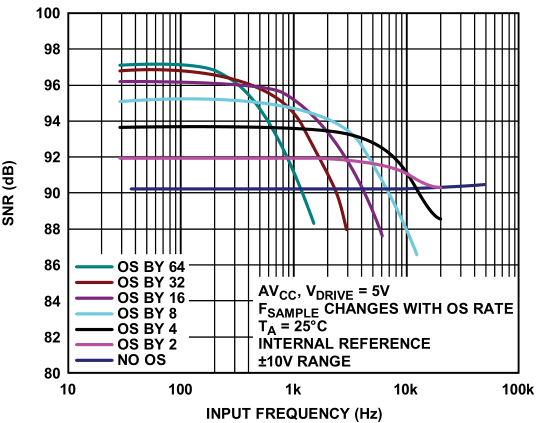 100
98
96
94
92
90
88
86
84
82
80
SNR (dB)
OS BY 64
OS BY 32
OS BY 16
OS BY 8
OS BY 4
OS BY 2
NO OS
AVCC, VDRIVE = 5V
FSAMPLE CHANGES WITH OS RATE
TA = 25°C
INTERNAL REFERENCE
±10V RANGE
10 100 1k 10k 100k
INPUT FREQUENCY (Hz)